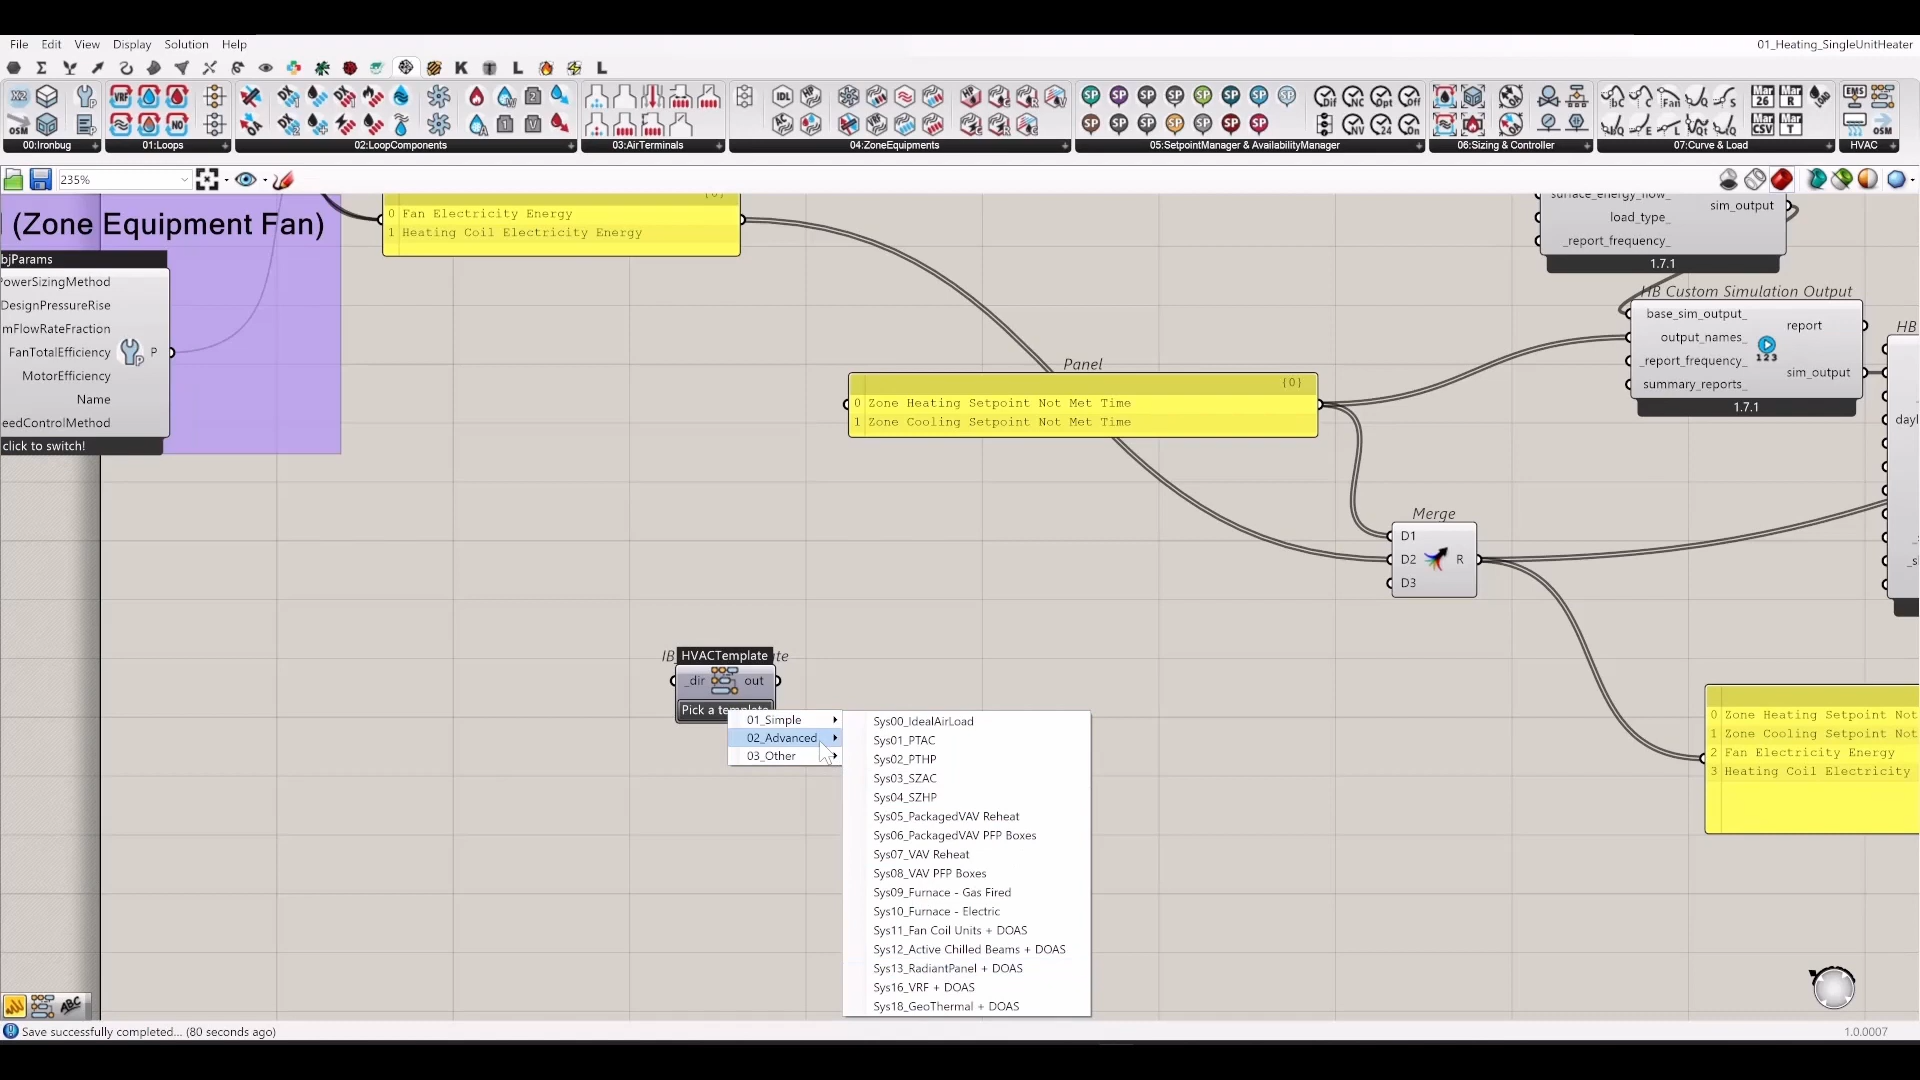 File Edit View Display Solution Help
01_Heating_SingleUnitHeater
00:Ironbug 01:Loops 02:LoopComponents 03:AirTerminals 04:ZoneEquipments 05:SetpointManager & AvailabilityManager 06:Sizing & Controller 07:Curve & Load HVAC
235%
(Zone Equipment Fan)
bjParams
PowerSizingMethod
DesignPressureRise
mFlowRateFraction
FanTotalEfficiency P
MotorEfficiency
Name
eedControlMethod
click to switch!
{0}
0 Fan Electricity Energy
1 Heating Coil Electricity Energy
Panel
{0}
0 Zone Heating Setpoint Not Met Time
1 Zone Cooling Setpoint Not Met Time
surface_energy_flow_
load_type_
_report_frequency_
sim_output
1.7.1
HB Custom Simulation Output
base_sim_output_
output_names_
_report_frequency_
summary_reports_
report
sim_output
1.7.1
HB
dayl
Merge
D1
D2 R
D3
0 Zone Heating Setpoint Not
1 Zone Cooling Setpoint Not
2 Fan Electricity Energy
3 Heating Coil Electricity
HVACTemplate
_dir out
Pick a template
01_Simple
02_Advanced
03_Other
Sys00_IdealAirLoad
Sys01_PTAC
Sys02_PTHP
Sys03_SZAC
Sys04_SZHP
Sys05_PackagedVAV Reheat
Sys06_PackagedVAV PFP Boxes
Sys07_VAV Reheat
Sys08_VAV PFP Boxes
Sys09_Furnace - Gas Fired
Sys10_Furnace - Electric
Sys11_Fan Coil Units + DOAS
Sys12_Active Chilled Beams + DOAS
Sys13_RadiantPanel + DOAS
Sys16_VRF + DOAS
Sys18_GeoThermal + DOAS
Save successfully completed... (80 seconds ago)
1.0.0007